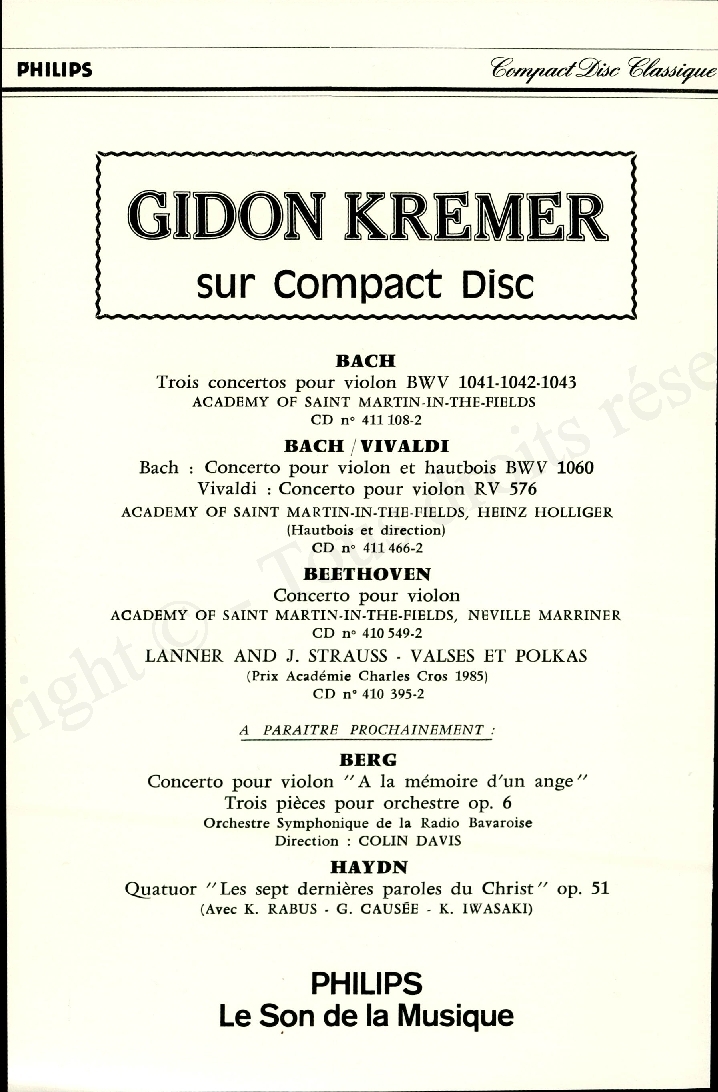 PHILIPS Compact Disc Classique
GIDON KREMER
sur Compact Disc
BACH
Trois concertos pour violon BWV 1041-1042-1043
ACADEMY OF SAINT MARTIN-IN-THE-FIELDS
CD n° 411 108-2
BACH / VIVALDI
Bach : Concerto pour violon et hautbois BWV 1060
Vivaldi : Concerto pour violon RV 576
ACADEMY OF SAINT MARTIN-IN-THE-FIELDS, HEINZ HOLLIGER
(Hautbois et direction)
CD n° 411 466-2
BEETHOVEN
Concerto pour violon
ACADEMY OF SAINT MARTIN-IN-THE-FIELDS, NEVILLE MARRINER
CD n° 410 549-2
LANNER AND J. STRAUSS - VALSES ET POLKAS
(Prix Académie Charles Cros 1985)
CD n° 410 395-2
A PARAITRE PROCHAINEMENT :
BERG
Concerto pour violon "A la mémoire d'un ange"
Trois pièces pour orchestre op. 6
Orchestre Symphonique de la Radio Bavaroise
Direction : COLIN DAVIS
HAYDN
Quatuor "Les sept dernières paroles du Christ" op. 51
(Avec K. RABUS - G. CAUSÉE - K. IWASAKI)
PHILIPS
Le Son de la Musique
right © - Tous droits rése